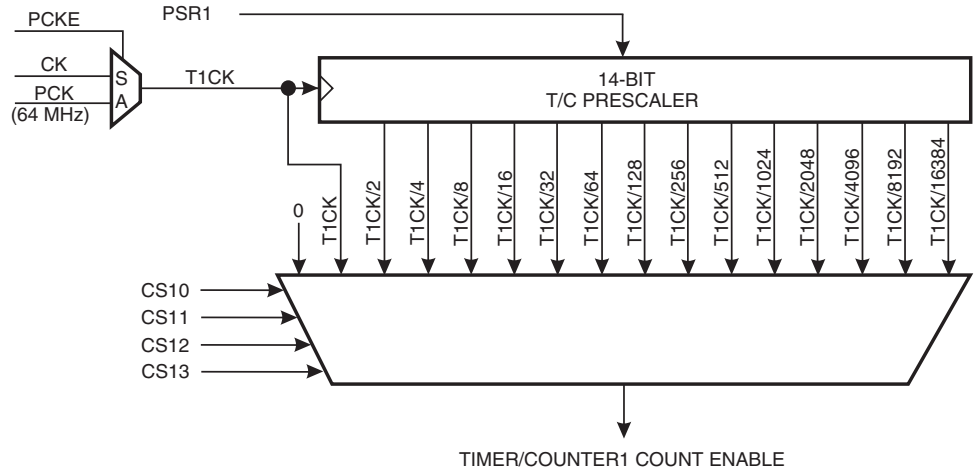 PSR1
PCKE
CK
PCK
(64 MHz)
S
A
T1CK
14-BIT
T/C PRESCALER
0
T1CK
T1CK/2
T1CK/4
T1CK/8
T1CK/16
T1CK/32
T1CK/64
T1CK/128
T1CK/256
T1CK/512
T1CK/1024
T1CK/2048
T1CK/4096
T1CK/8192
T1CK/16384
CS10
CS11
CS12
CS13
TIMER/COUNTER1 COUNT ENABLE